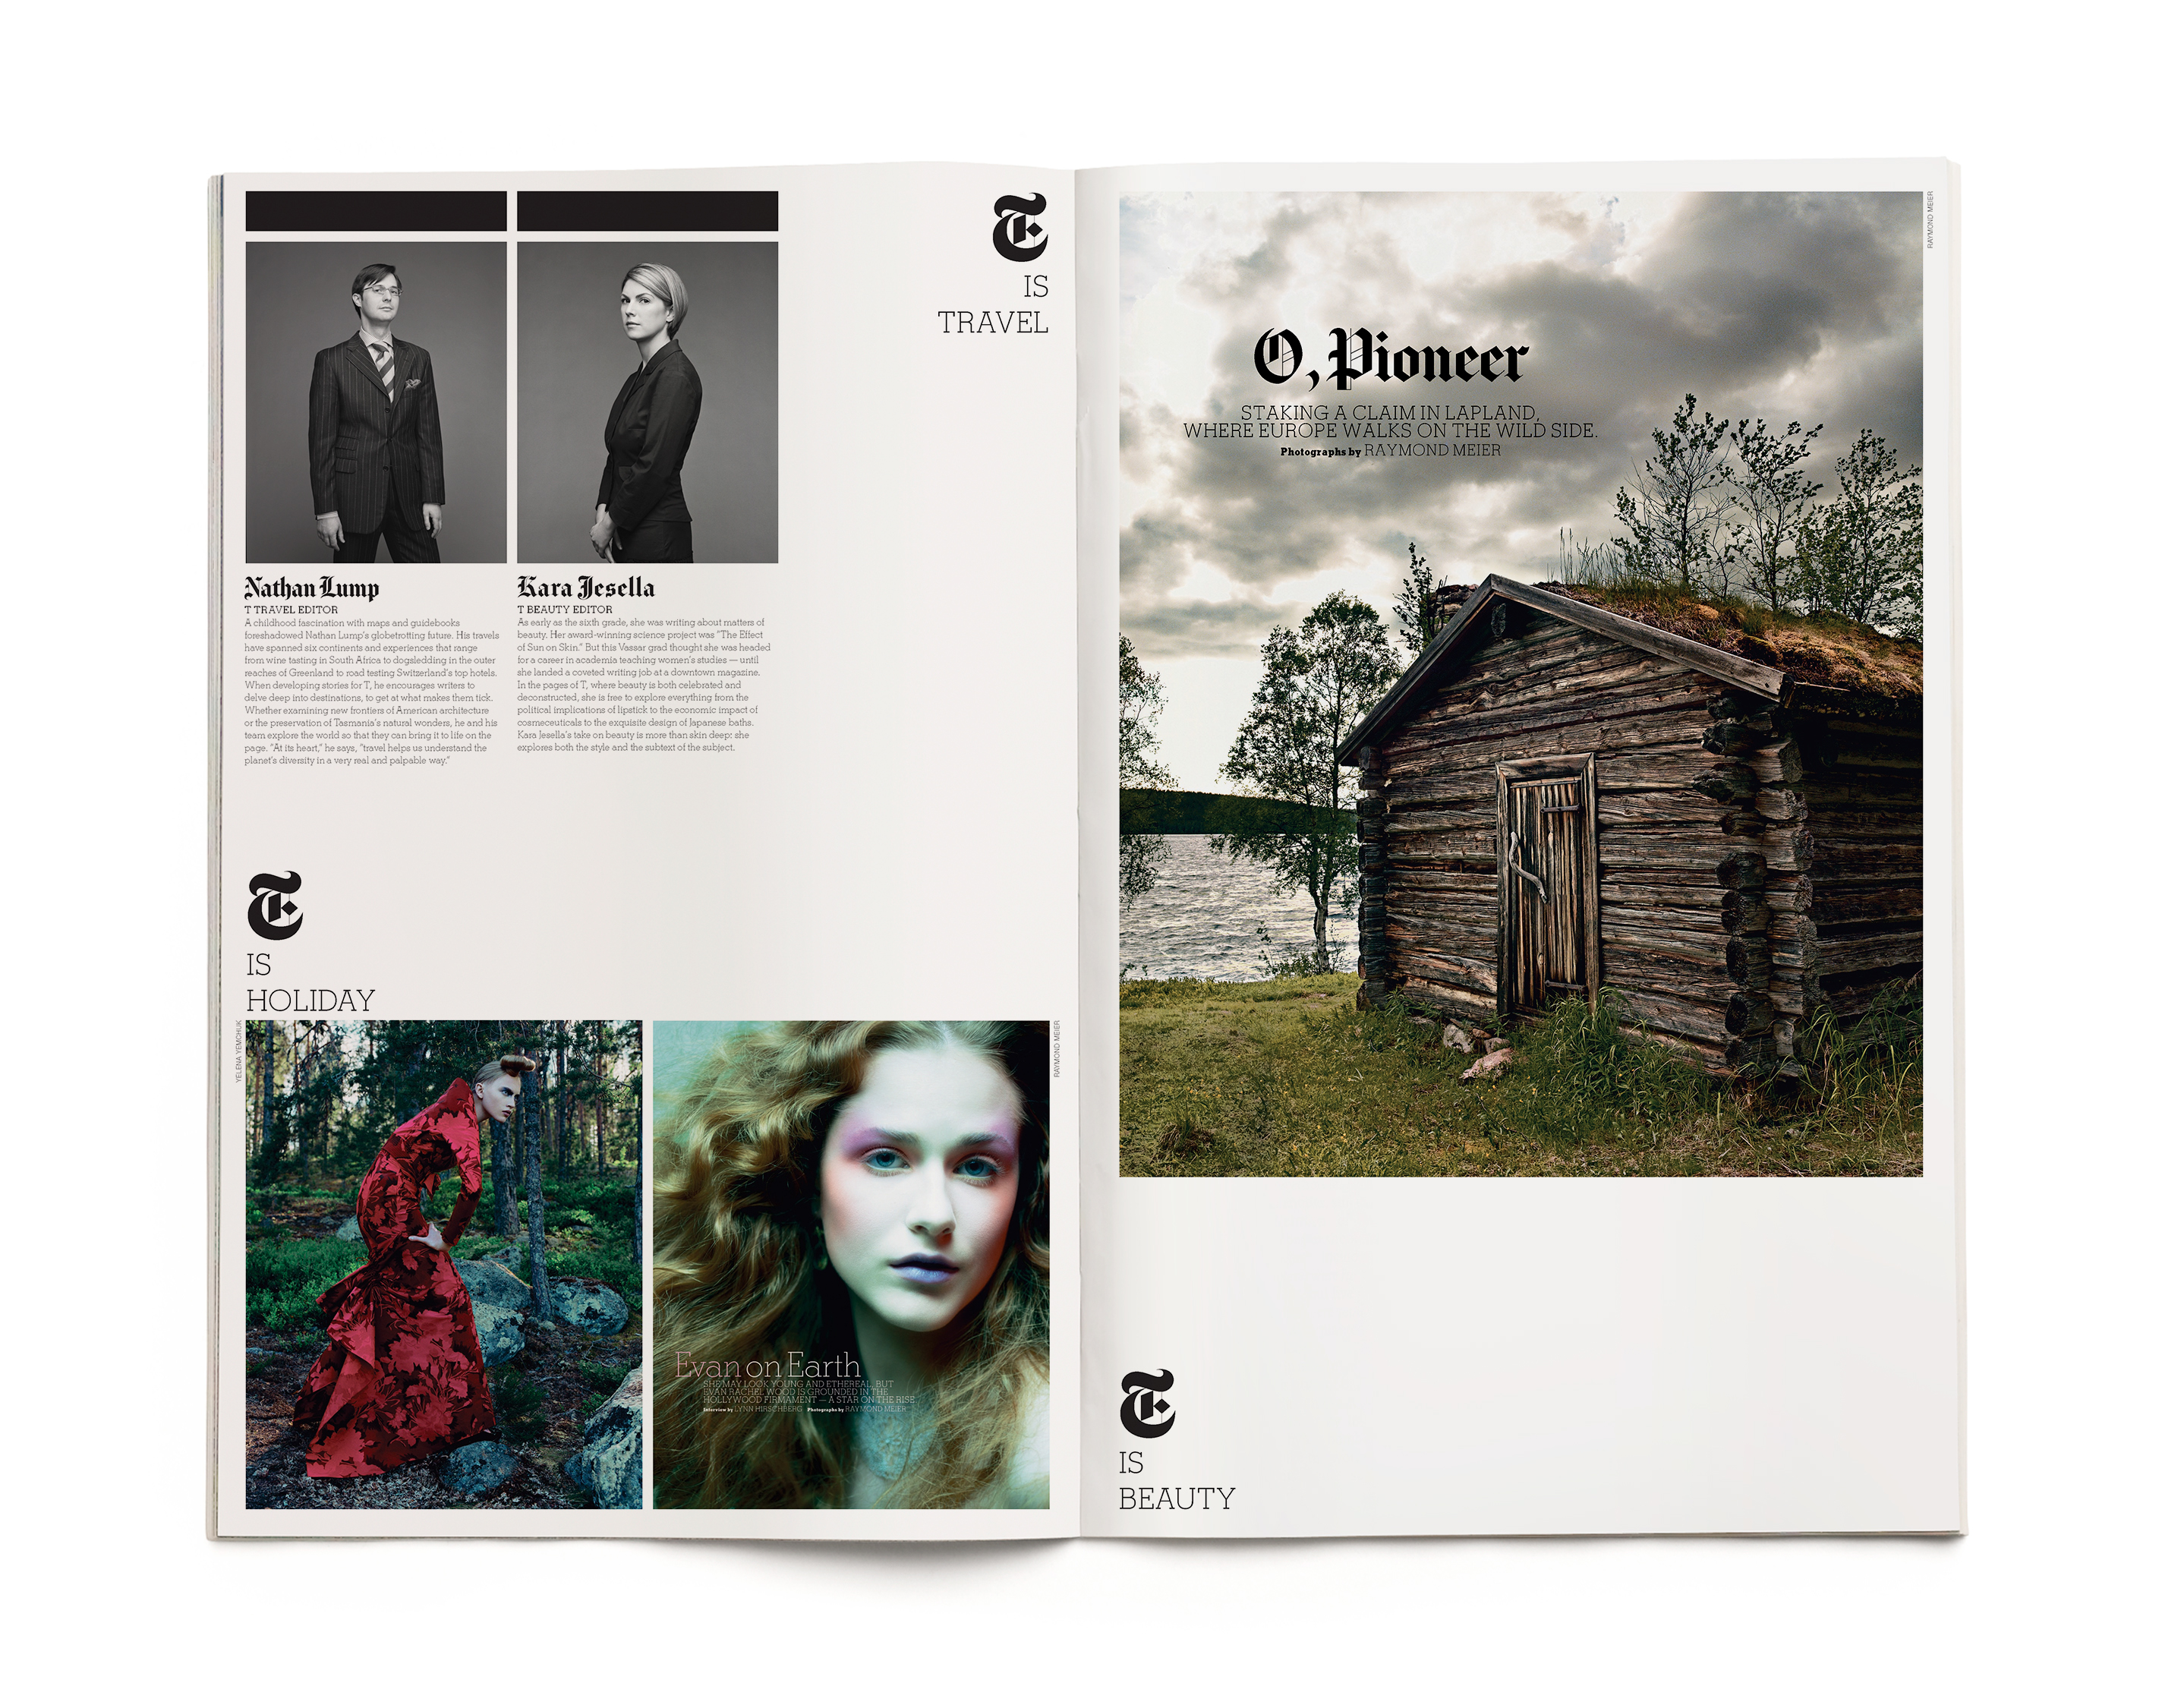 T
IS
TRAVEL
Nathan Lump
T TRAVEL EDITOR
A childhood fascination with maps and guidebooks
foreshadowed Nathan Lump's globetrotting future. His travels
have spanned six continents and experiences that range
from wine tasting in South Africa to dogsledding in the outer
reaches of Greenland to road testing Switzerland's top hotels.
When developing stories for T, he encourages writers to
delve deep into destinations, to get at what makes them tick.
Whether examining new frontiers of American architecture
or the preservation of Tasmania's natural wonders, he and his
team explore the world so that they can bring it to life on the
page. "At its heart," he says, "travel helps us understand the
planet's diversity in a very real and palpable way."
Kara Jesella
T BEAUTY EDITOR
As early as the sixth grade, she was writing about matters of
beauty. Her award-winning science project was "The Effect
of Sun on Skin." But this Vassar grad thought she was headed
for a career in academia teaching women's studies — until
she landed a coveted writing job at a downtown magazine.
In the pages of T, where beauty is both celebrated and
deconstructed, she is free to explore everything from the
political implications of lipstick to the economic impact of
cosmeceuticals to the exquisite design of Japanese baths.
Kara Jesella's take on beauty is more than skin deep: she
explores both the style and the subtext of the subject.
T
IS
HOLIDAY
YELENA YEMCHUK
RAYMOND MEIER
Evan on Earth
SHE MAY LOOK YOUNG AND ETHEREAL, BUT
EVAN RACHEL WOOD IS GROUNDED IN THE
HOLLYWOOD FIRMAMENT — A STAR ON THE RISE
Interview by LYNN HIRSCHBERG Photographs by RAYMOND MEIER
RAYMOND MEIER
O, Pioneer
STAKING A CLAIM IN LAPLAND,
WHERE EUROPE WALKS ON THE WILD SIDE.
Photographs by RAYMOND MEIER
T
IS
BEAUTY